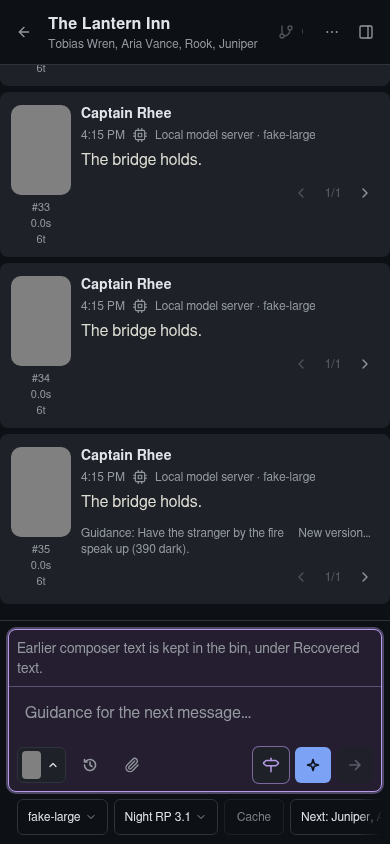 The Lantern Inn
Tobias Wren, Aria Vance, Rook, Juniper
6t
Captain Rhee
4:15 PM Local model server · fake-large
The bridge holds.
1/1
#33
0.0s
6t
Captain Rhee
4:15 PM Local model server · fake-large
The bridge holds.
1/1
#34
0.0s
6t
Captain Rhee
4:15 PM Local model server · fake-large
The bridge holds.
Guidance: Have the stranger by the fire speak up (390 dark).
New version…
1/1
#35
0.0s
6t
Earlier composer text is kept in the bin, under Recovered
text.
Guidance for the next message…
fake-large
Night RP 3.1
Cache
Next: Juniper,